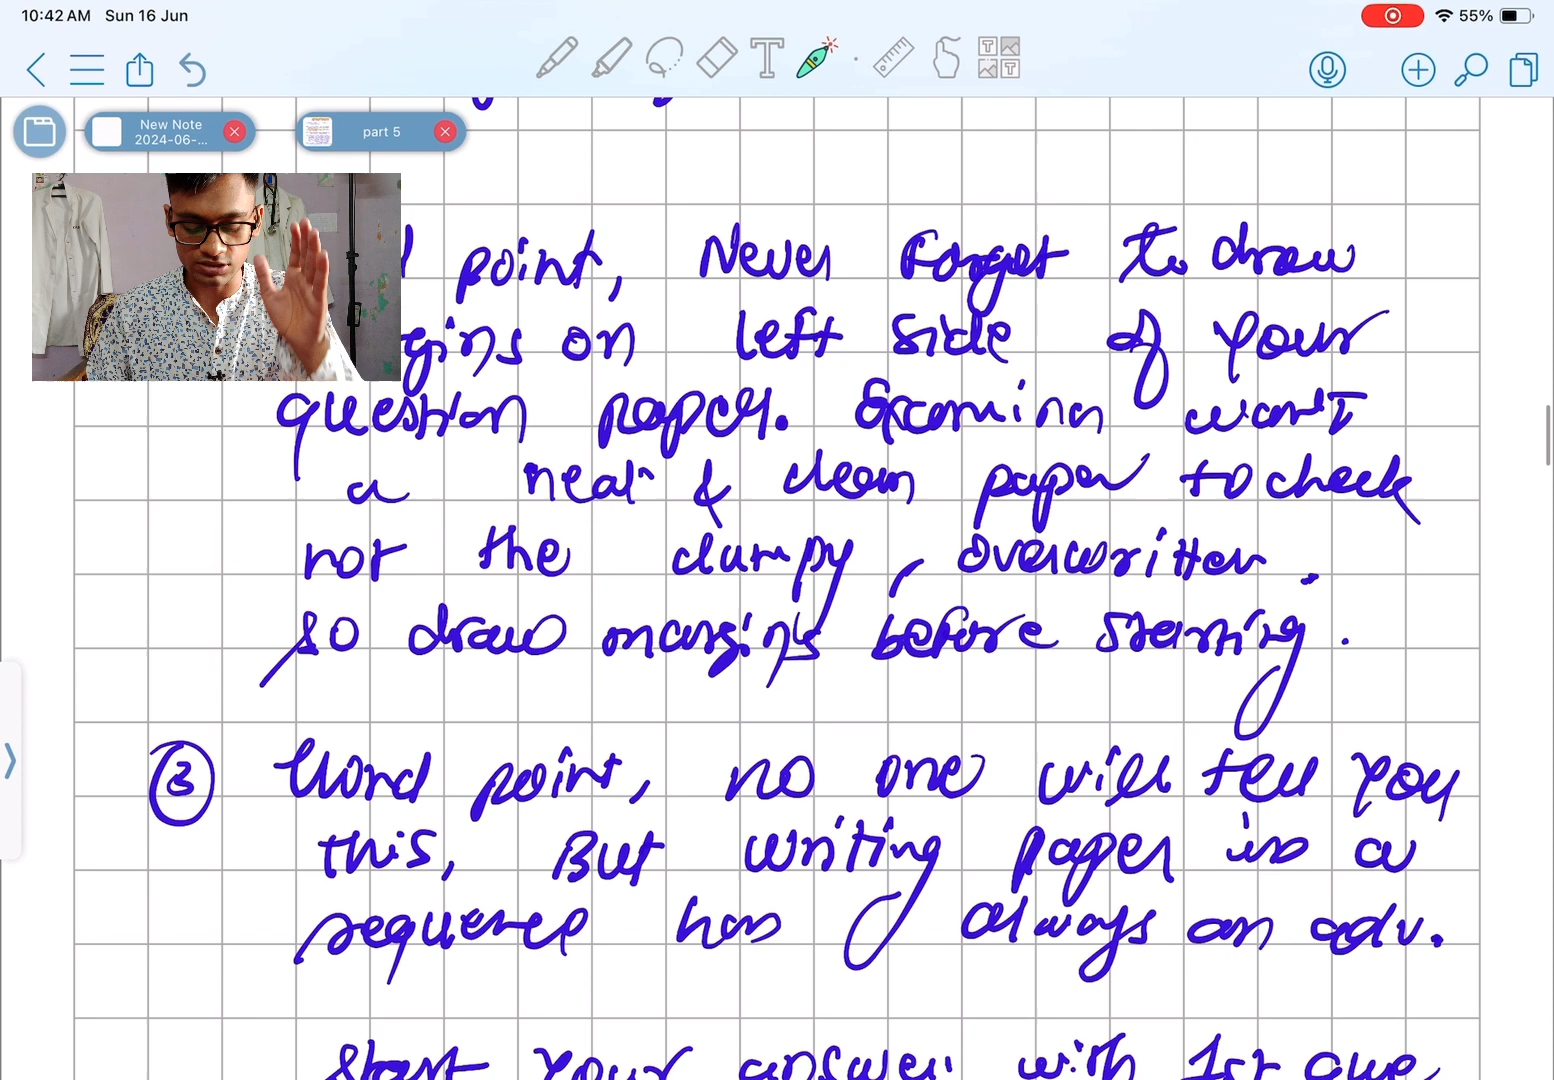 10:42 AM Sun 16 Jun
55%
New Note
2024-06-...
part 5
point, Never Forget to draw
gins on left side of your
question paper. Examiner want
a neat & clean paper to check
not the clumpy, overwritten.
so draw margins before starting.
3 Third point, no one will tell you
this, But writing paper in a
sequence has always an adv.
Start your answer with 1st que